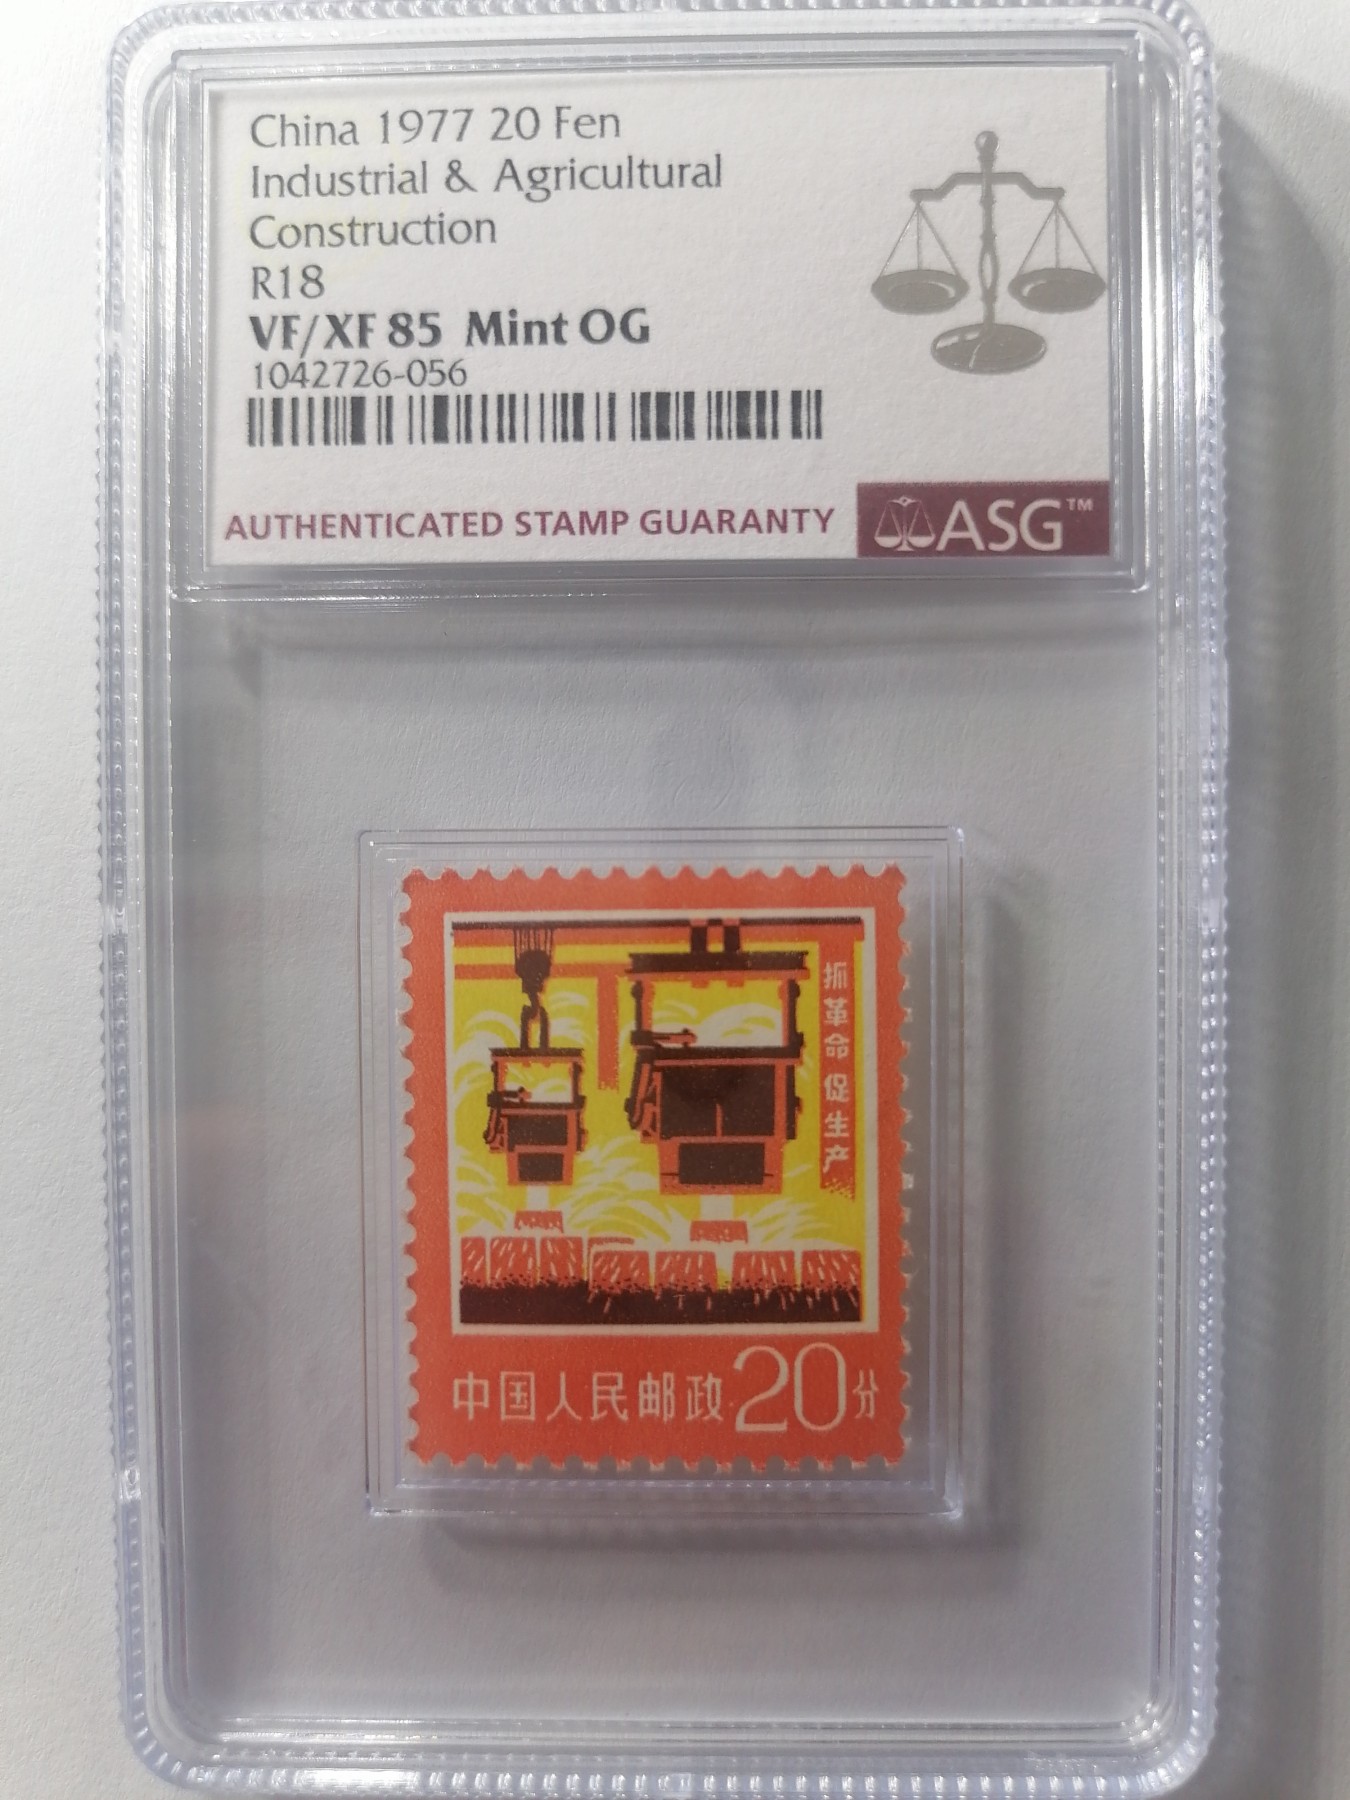 China 1977 20 Fen
Industrial & Agricultural
Construction
R18
VF/XF 85 Mint OG
1042726-056
AUTHENTICATED STAMP GUARANTY
ASG™
抓革命促生产
中国人民邮政 20分